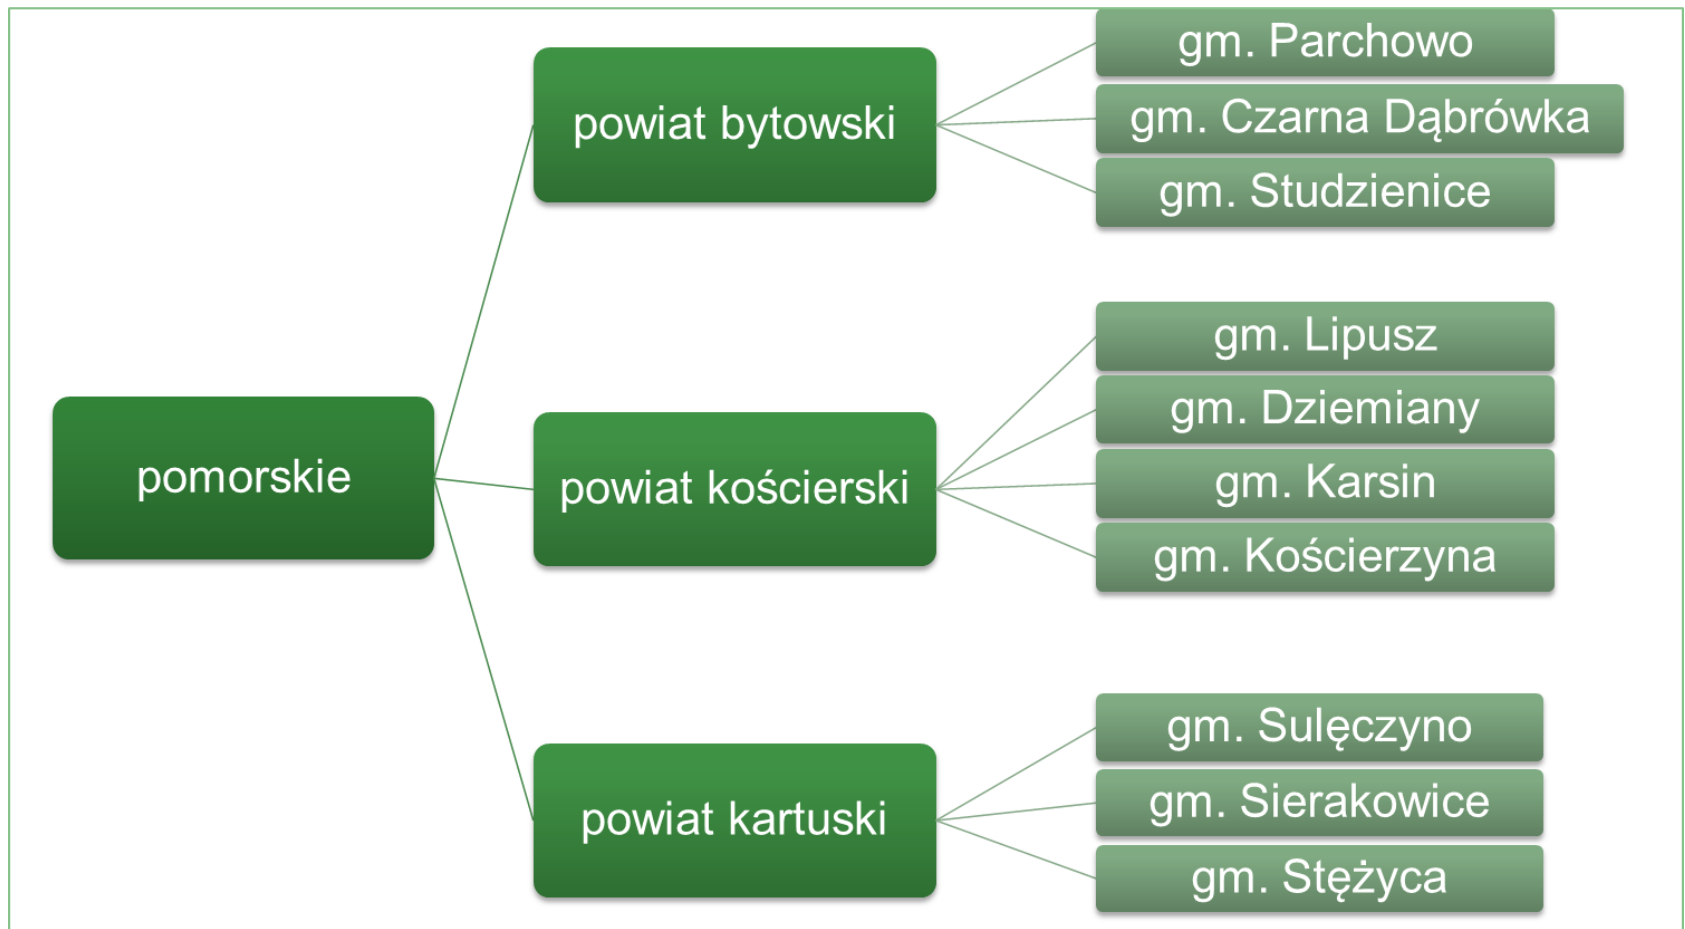 pomorskie
powiat bytowski
gm. Parchowo
gm. Czarna Dąbrówka
gm. Studzienice
powiat kościerski
gm. Lipusz
gm. Dziemiany
gm. Karsin
gm. Kościerzyna
powiat kartuski
gm. Sulęczyno
gm. Sierakowice
gm. Stężyca